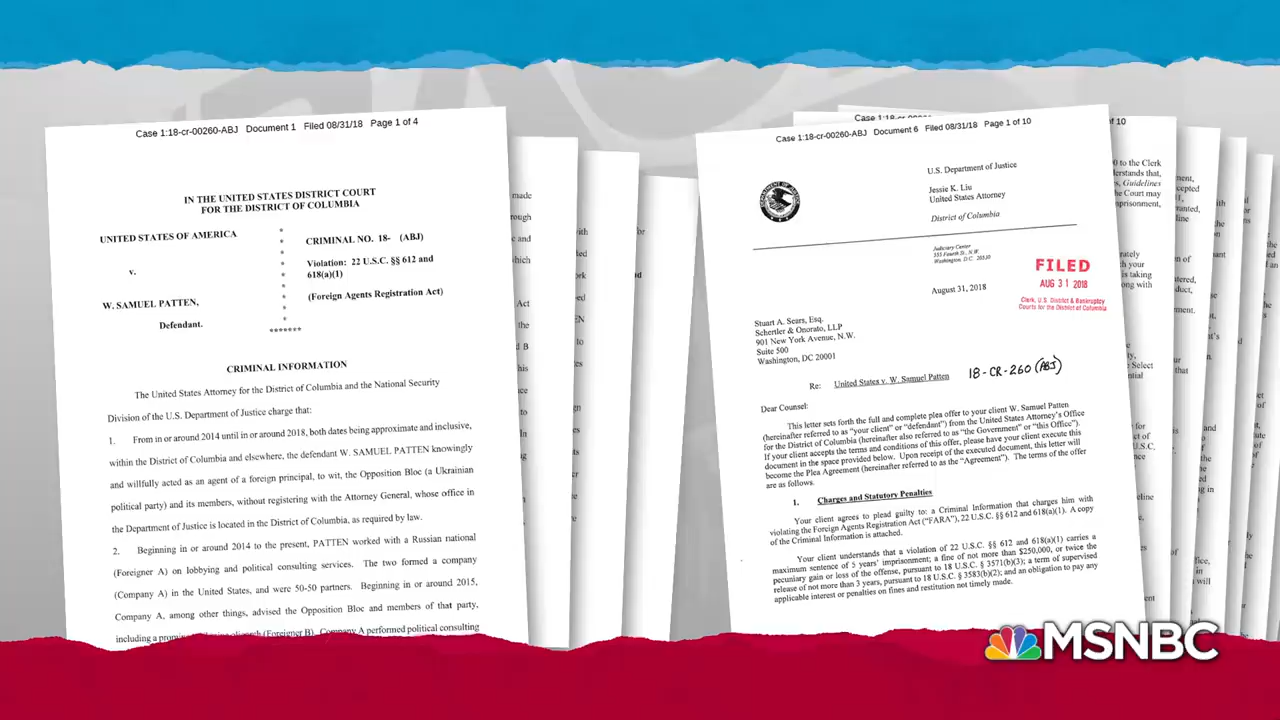 Case 1:18-cr-00260-ABJ Document 1 Filed 08/31/18 Page 1 of 4
IN THE UNITED STATES DISTRICT COURT
FOR THE DISTRICT OF COLUMBIA
UNITED STATES OF AMERICA
v.
W. SAMUEL PATTEN,
Defendant.
*
*
*
*
*
*
*
*
*******
CRIMINAL NO. 18- (ABJ)
Violation: 22 U.S.C. §§ 612 and
618(a)(1)
(Foreign Agents Registration Act)
CRIMINAL INFORMATION
The United States Attorney for the District of Columbia and the National Security
Division of the U.S. Department of Justice charge that:
1. From in or around 2014 until in or around 2018, both dates being approximate and inclusive,
within the District of Columbia and elsewhere, the defendant W. SAMUEL PATTEN knowingly
and willfully acted as an agent of a foreign principal, to wit, the Opposition Bloc (a Ukrainian
political party) and its members, without registering with the Attorney General, whose office in
the Department of Justice is located in the District of Columbia, as required by law.
2. Beginning in or around 2014 to the present, PATTEN worked with a Russian national
(Foreigner A) on lobbying and political consulting services. The two formed a company
(Company A) in the United States, and were 50-50 partners. Beginning in or around 2015,
Company A, among other things, advised the Opposition Bloc and members of that party,
including a (Foreigner B). Company A performed political consulting
Case 1:18-cr-00260-ABJ Document 6 Filed 08/31/18 Page 1 of 10
U.S. Department of Justice
Jessie K. Liu
United States Attorney
District of Columbia
Judiciary Center
555 Fourth St., N.W.
Washington, D.C. 20530
August 31, 2018
FILED
AUG 31 2018
Clerk, U.S. District & Bankruptcy
Courts for the District of Columbia
Stuart A. Sears, Esq.
Schertler & Onorato, LLP
901 New York Avenue, N.W.
Suite 500
Washington, DC 20001
Re: United States v. W. Samuel Patten 18-CR-260 (ABJ)
Dear Counsel:
This letter sets forth the full and complete plea offer to your client W. Samuel Patten
(hereinafter referred to as "your client" or "defendant") from the United States Attorney's Office
for the District of Columbia (hereinafter also referred to as "the Government" or "this Office").
If your client accepts the terms and conditions of this offer, please have your client execute this
document in the space provided below. Upon receipt of the executed document, this letter will
become the Plea Agreement (hereinafter referred to as the "Agreement"). The terms of the offer
are as follows.
1. Charges and Statutory Penalties
Your client agrees to plead guilty to: a Criminal Information that charges him with
violating the Foreign Agents Registration Act ("FARA"), 22 U.S.C. §§ 612 and 618(a)(1). A copy
of the Criminal Information is attached.
Your client understands that a violation of 22 U.S.C. §§ 612 and 618(a)(1) carries a
maximum sentence of 5 years' imprisonment; a fine of not more than $250,000, or twice the
pecuniary gain or loss of the offense, pursuant to 18 U.S.C. § 3571(b)(3); a term of supervised
release of not more than 3 years, pursuant to 18 U.S.C. § 3583(b)(2); and an obligation to pay any
applicable interest or penalties on fines and restitution not timely made.
MSNBC